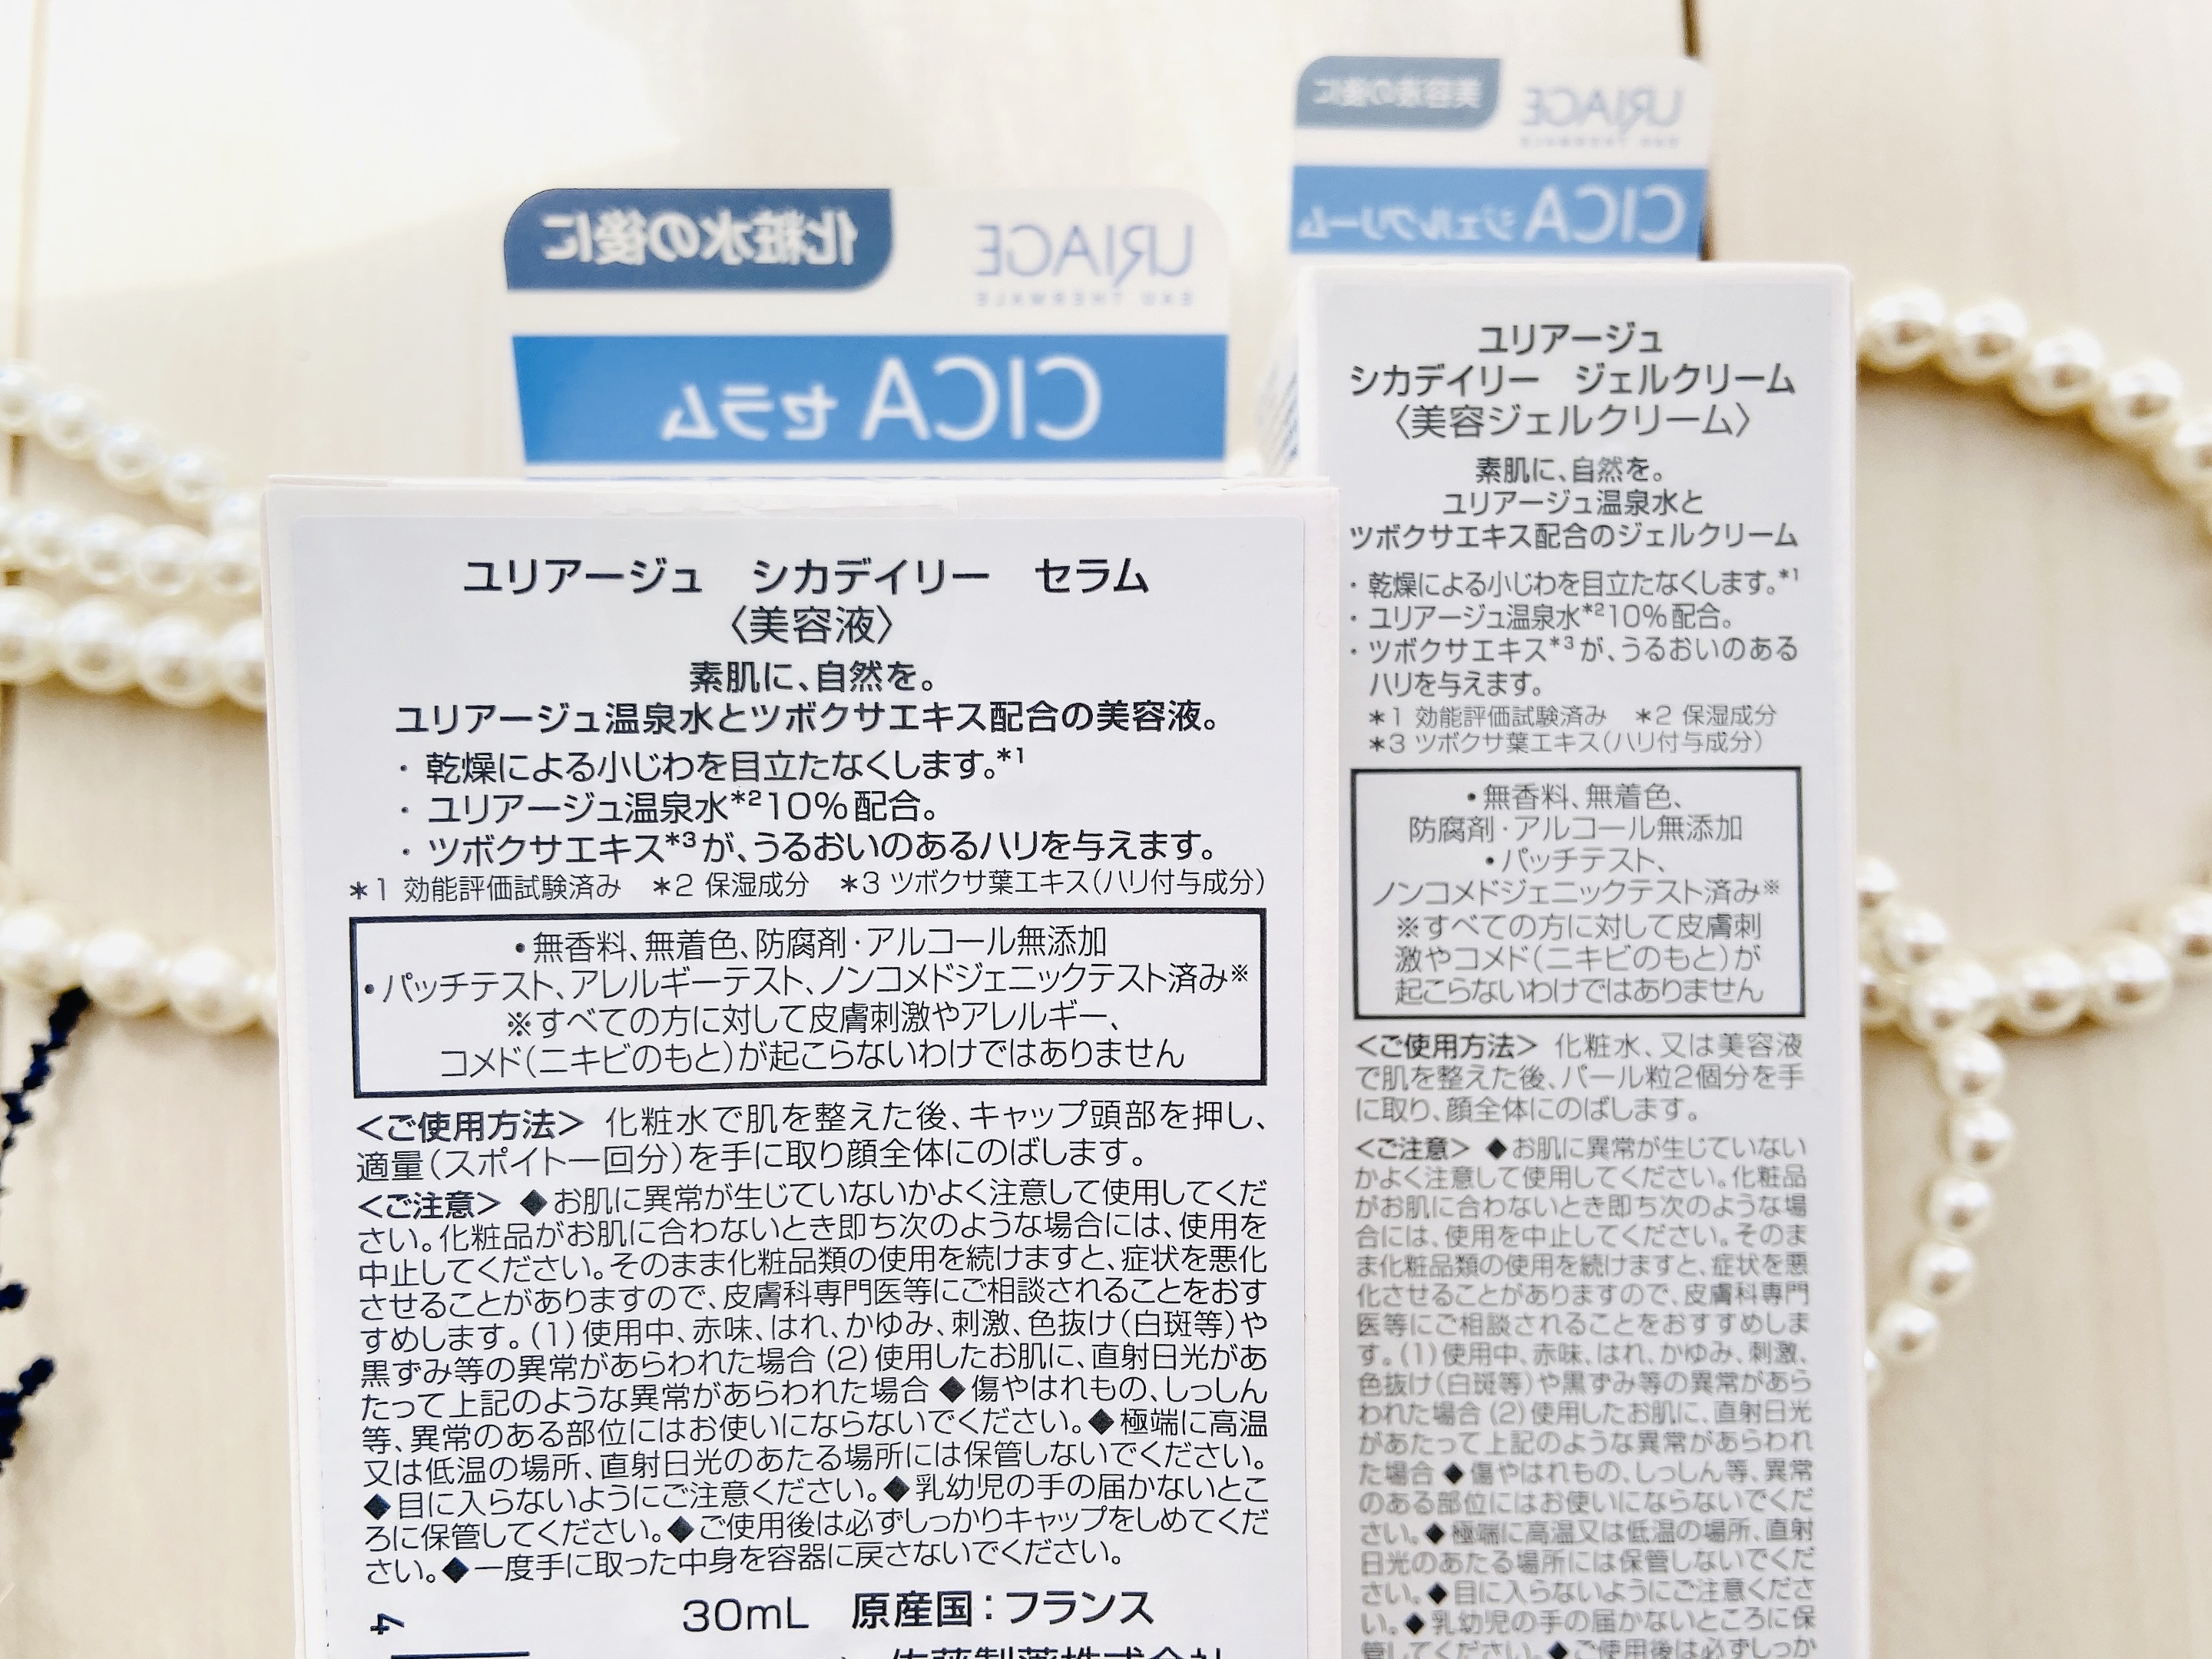 化粧水の後に
URIAGE
EAU THERMALE
CICA セラム
ユリアージュ　シカデイリー　セラム
〈美容液〉
素肌に、自然を。
ユリアージュ温泉水とツボクサエキス配合の美容液。
・乾燥による小じわを目立たなくします。*1
・ユリアージュ温泉水*2 10%配合。
・ツボクサエキス*3が、うるおいのあるハリを与えます。
*1 効能評価試験済み　*2 保湿成分　*3 ツボクサ葉エキス（ハリ付与成分）
•無香料、無着色、防腐剤・アルコール無添加
•パッチテスト、アレルギーテスト、ノンコメドジェニックテスト済み※
※すべての方に対して皮膚刺激やアレルギー、
コメド（ニキビのもと）が起こらないわけではありません
＜ご使用方法＞ 化粧水で肌を整えた後、キャップ頭部を押し、
適量（スポイト一回分）を手に取り顔全体にのばします。
＜ご注意＞ ◆お肌に異常が生じていないかよく注意して使用してくだ
さい。化粧品がお肌に合わないとき即ち次のような場合には、使用を
中止してください。そのまま化粧品類の使用を続けますと、症状を悪化
させることがありますので、皮膚科専門医等にご相談されることをおす
すめします。(1)使用中、赤味、はれ、かゆみ、刺激、色抜け（白斑等）や
黒ずみ等の異常があらわれた場合 (2)使用したお肌に、直射日光があ
たって上記のような異常があらわれた場合 ◆傷やはれもの、しっしん
等、異常のある部位にはお使いにならないでください。◆極端に高温
又は低温の場所、直射日光のあたる場所には保管しないでください。
◆目に入らないようにご注意ください。◆乳幼児の手の届かないとこ
ろに保管してください。◆ご使用後は必ずしっかりキャップをしめてくだ
さい。◆一度手に取った中身を容器に戻さないでください。
4
30mL　原産国：フランス
佐藤製薬株式会社
美容液の後に
URIAGE
EAU THERMALE
CICA ジェルクリーム
ユリアージュ
シカデイリー　ジェルクリーム
〈美容ジェルクリーム〉
素肌に、自然を。
ユリアージュ温泉水と
ツボクサエキス配合のジェルクリーム
・乾燥による小じわを目立たなくします。*1
・ユリアージュ温泉水*2 10%配合。
・ツボクサエキス*3が、うるおいのある
ハリを与えます。
*1 効能評価試験済み　*2 保湿成分
*3 ツボクサ葉エキス（ハリ付与成分）
•無香料、無着色、
防腐剤・アルコール無添加
•パッチテスト、
ノンコメドジェニックテスト済み※
※すべての方に対して皮膚刺
激やコメド（ニキビのもと）が
起こらないわけではありません
＜ご使用方法＞ 化粧水、又は美容液
で肌を整えた後、パール粒2個分を手
に取り、顔全体にのばします。
＜ご注意＞ ◆お肌に異常が生じていない
かよく注意して使用してください。化粧品
がお肌に合わないとき即ち次のような場
合には、使用を中止してください。そのま
ま化粧品類の使用を続けますと、症状を悪
化させることがありますので、皮膚科専門
医等にご相談されることをおすすめしま
す。(1)使用中、赤味、はれ、かゆみ、刺激、
色抜け（白斑等）や黒ずみ等の異常があら
われた場合 (2)使用したお肌に、直射日光
があたって上記のような異常があらわれ
た場合 ◆傷やはれもの、しっしん等、異常
のある部位にはお使いにならないでくだ
さい。◆極端に高温又は低温の場所、直射
日光のあたる場所には保管しないでくだ
さい。◆目に入らないようにご注意くださ
い。◆乳幼児の手の届かないところに保
管してください。◆ご使用後は必ずしっか